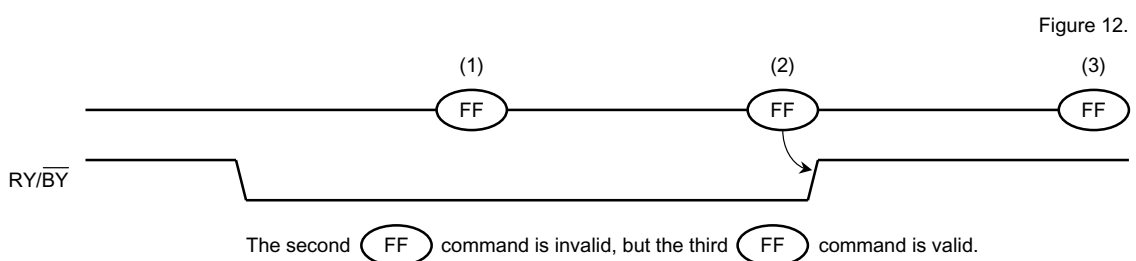 Figure 12.
(1) (2) (3)
FF FF FF
RY/B̅Y̅
The second FF command is invalid, but the third FF command is valid.